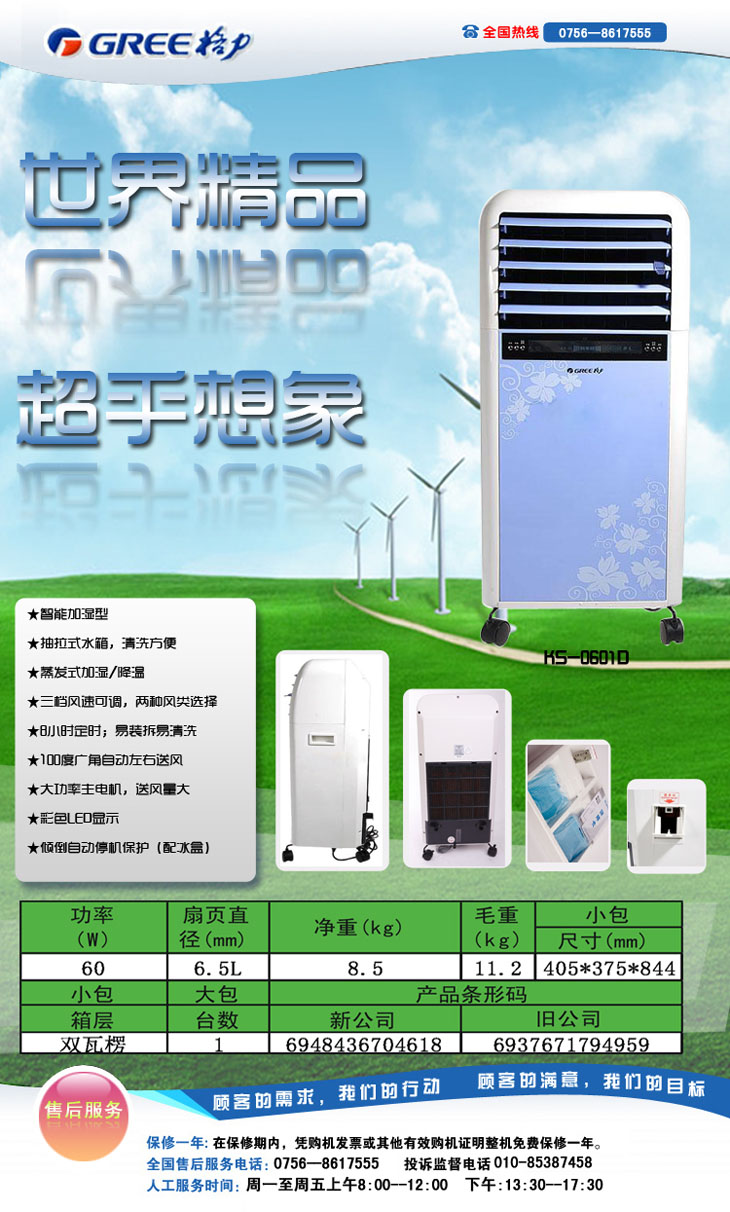 GREE格力
全国热线 0756—8617555
世界精品
超乎想象
GREE格力
KS-0601D
★智能加湿型
★抽拉式水箱，清洗方便
★蒸发式加湿/降温
★三档风速可调，两种风类选择
★8小时定时；易装拆易清洗
★100度广角自动左右送风
★大功率主电机，送风量大
★彩色LED显示
★倾倒自动停机保护（配冰盒）
功率(W) 扇页直径(mm) 净重(kg) 毛重(kg) 小包尺寸(mm)
60 6.5L 8.5 11.2 405*375*844
小包 大包 产品条形码
箱层 台数 新公司 旧公司
双瓦楞 1 6948436704618 6937671794959
顾客的需求，我们的行动 顾客的满意，我们的目标
售后服务
保修一年: 在保修期内，凭购机发票或其他有效购机证明整机免费保修一年。
全国售后服务电话: 0756—8617555 投诉监督电话 010-85387458
人工服务时间: 周一至周五上午8:00--12:00 下午:13:30--17:30